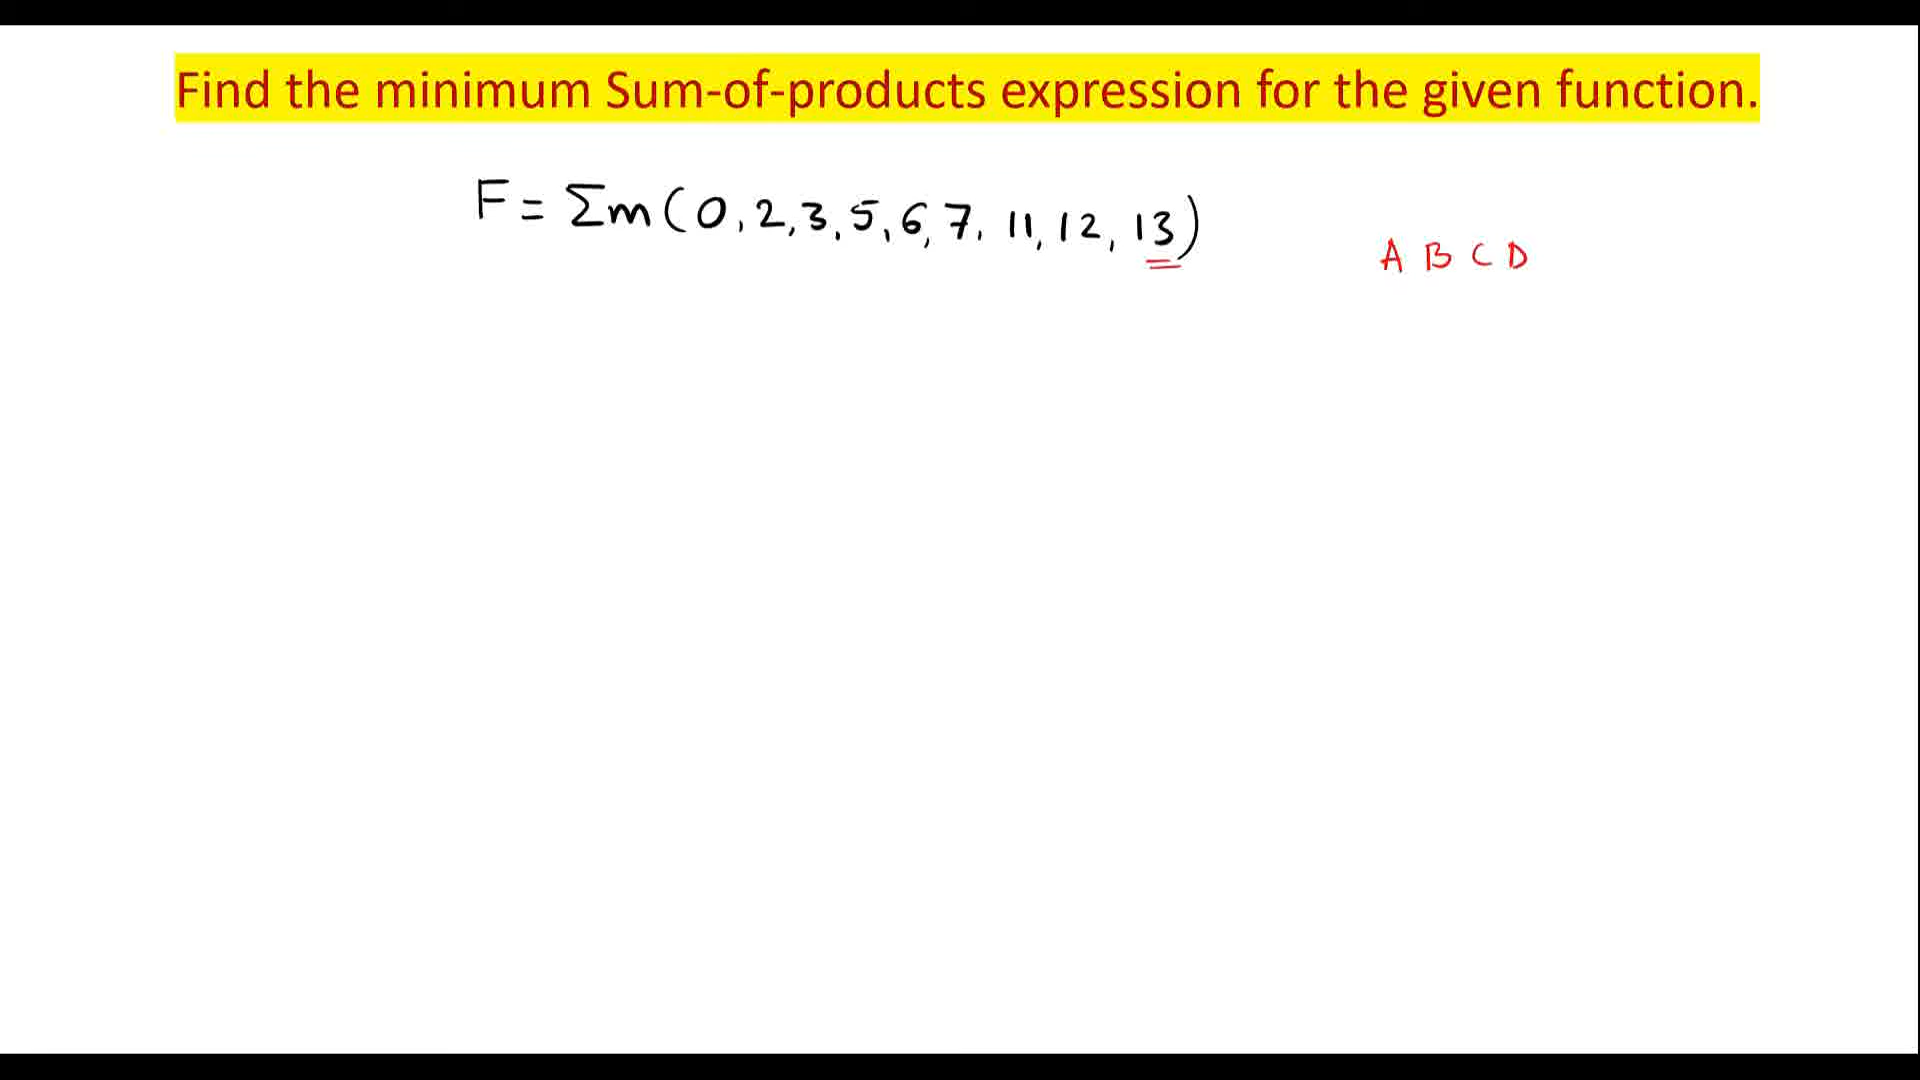 Find the minimum Sum-of-products expression for the given function.
F = Σm(0,2,3,5,6,7,11,12,13)
A B C D